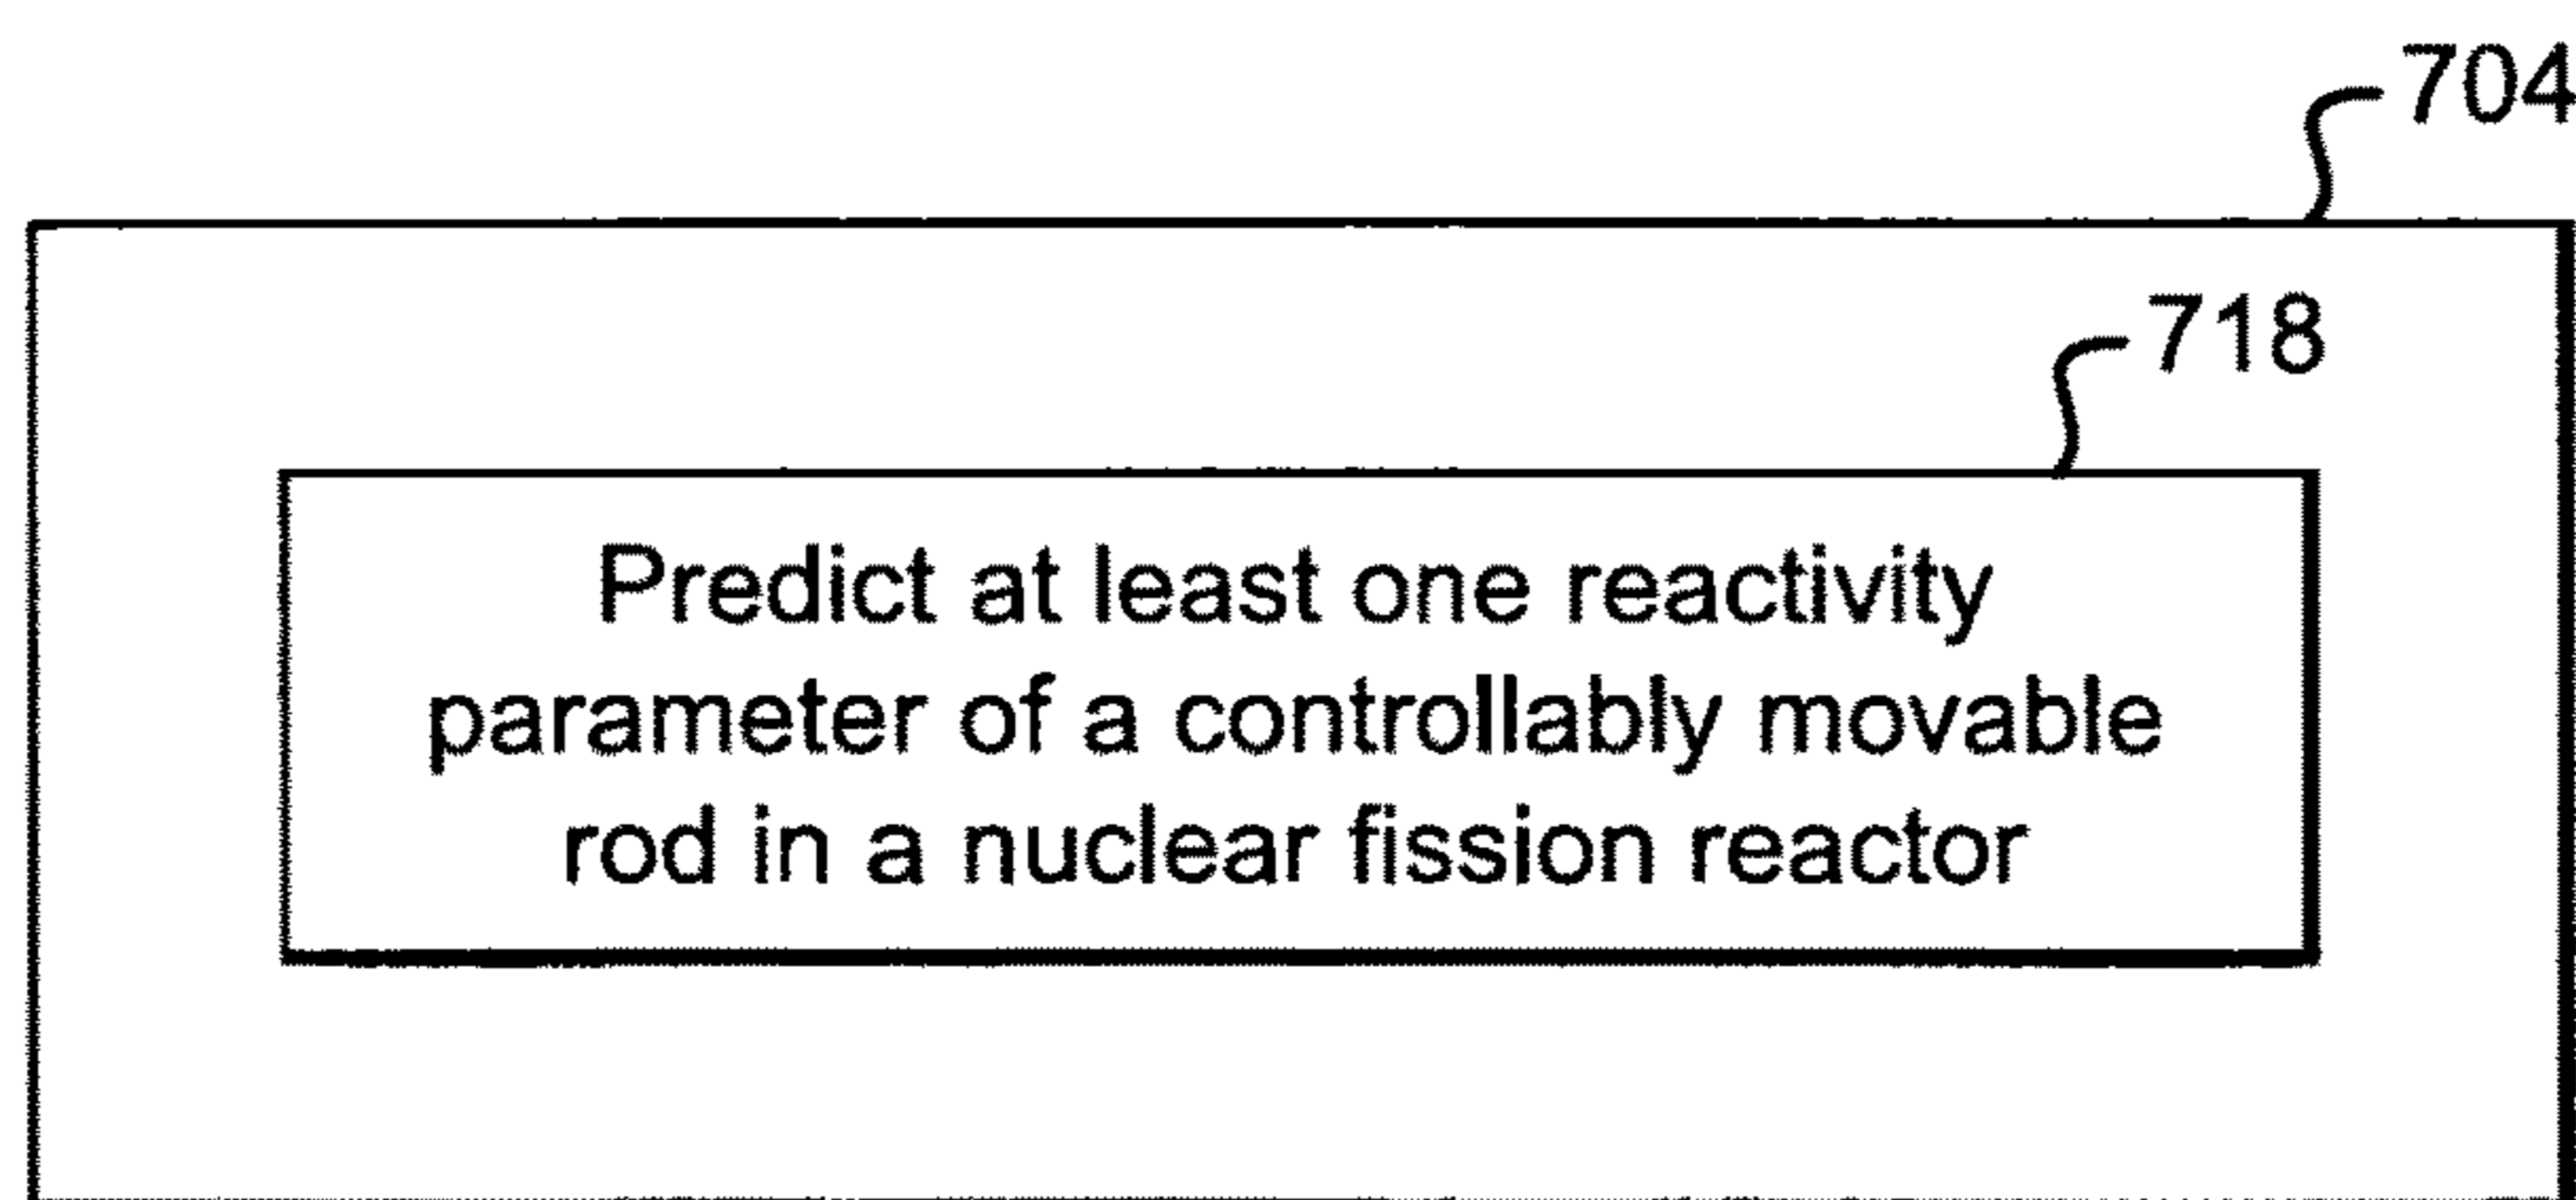 704
718
Predict at least one reactivity
parameter of a controllably movable
rod in a nuclear fission reactor